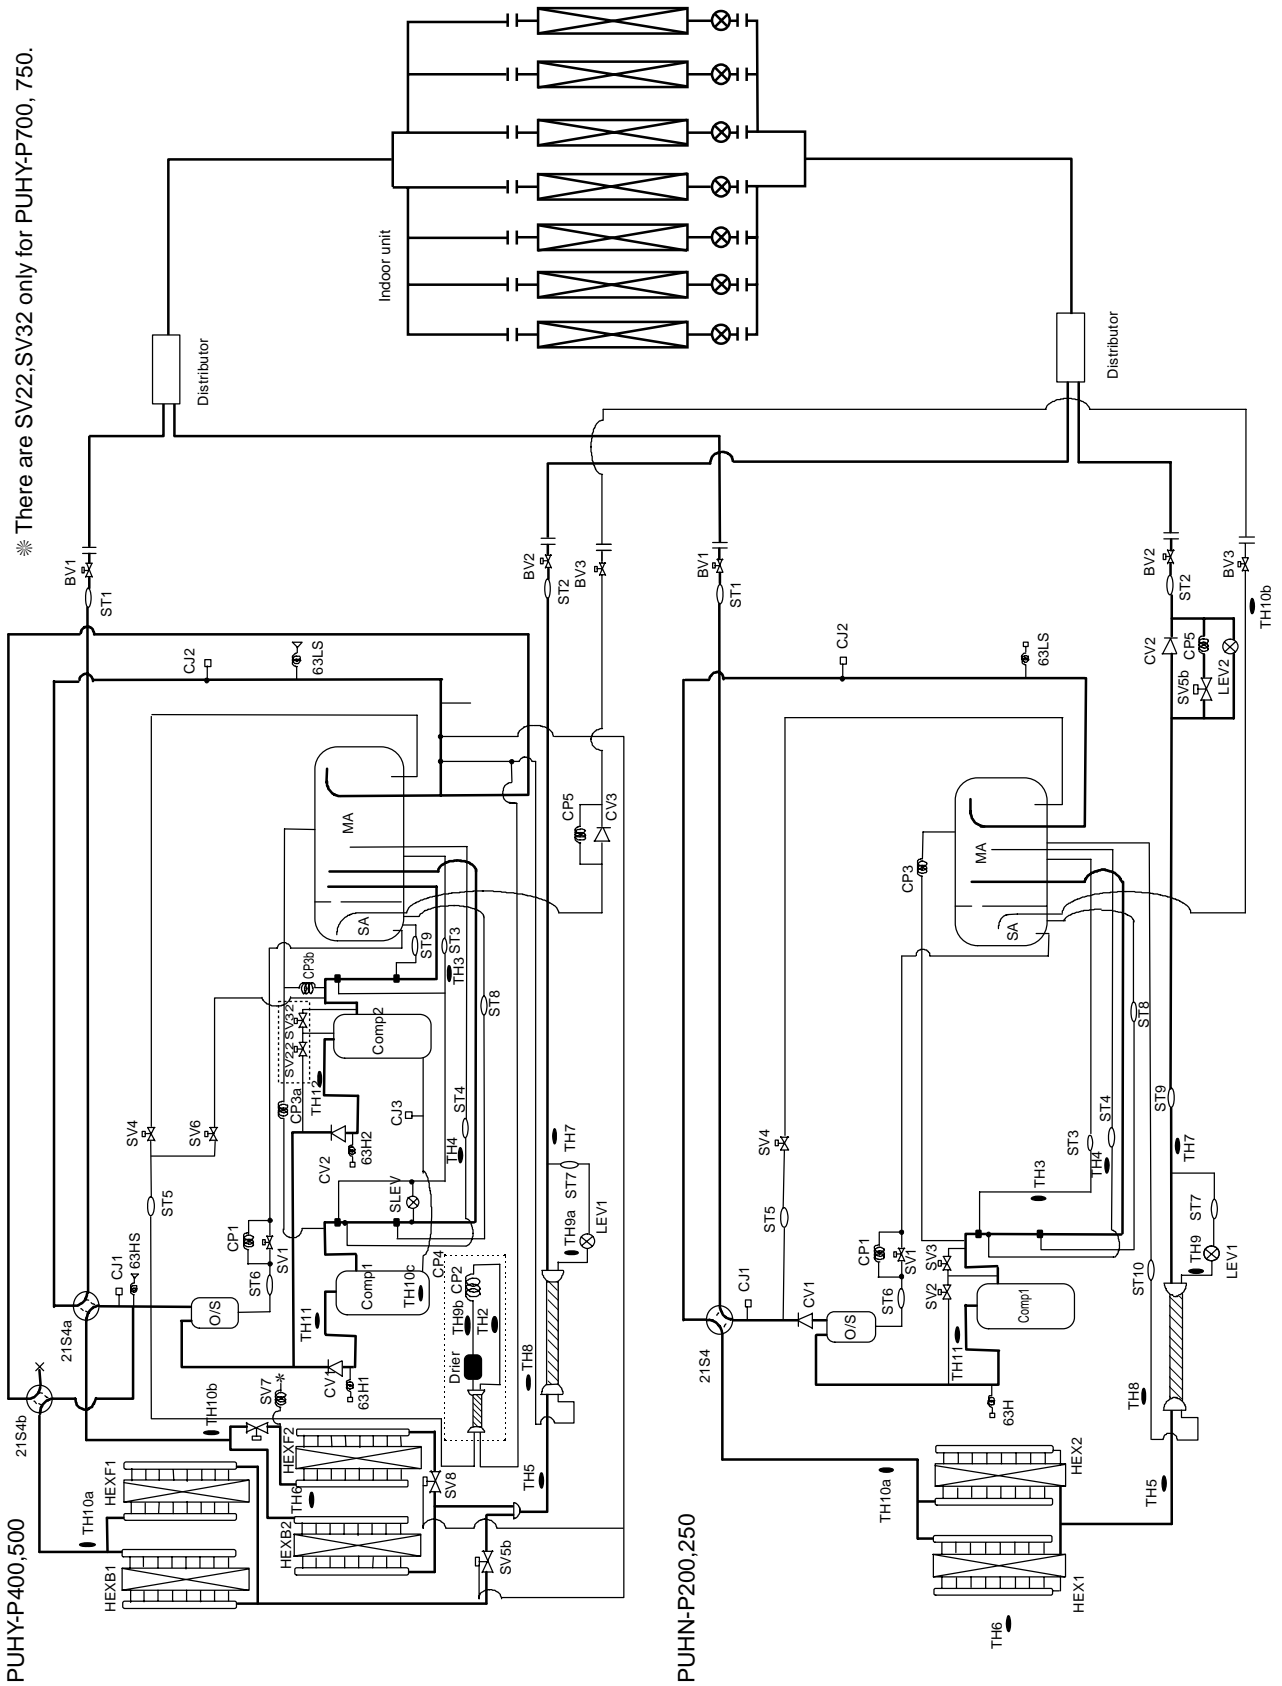 ※ There are SV22,SV32 only for PUHY-P700, 750.
PUHY-P400,500
Indoor unit
Distributor
Distributor
BV1
ST1
BV2
ST2
BV3
CJ2
63LS
MA
SA
CP5
CV3
ST9
ST3
TH3
ST8
CP3b
SV22 SV32
Comp2
TH12
CP3a
SV4
SV6
ST5
CV2
63H2
CJ3
ST4
TH4
SLEV
TH7
ST7
TH9a
LEV1
CP1
SV1
ST6
O/S
CJ1
63HS
21S4a
21S4b
Comp1
TH10c
TH11
CV1
63H1
CP4
CP2
TH9b
TH2
Drier
TH8
SV7
TH10b
HEXF1
TH10a
HEXB1
HEXF2
TH6
HEXB2
SV8
TH5
SV5b
PUHN-P200,250
BV1
ST1
BV2
ST2
BV3
TH10b
CJ2
63LS
CV2
CP5
SV5b
LEV2
CP3
MA
SA
ST8
ST9
ST3
ST4
TH4
TH3
TH7
ST7
TH9
LEV1
SV4
ST5
CP1
SV1
ST6
SV3
SV2
ST10
CJ1
CV1
O/S
Comp1
21S4
TH11
63H
TH8
TH10a
HEX2
HEX1
TH5
TH6